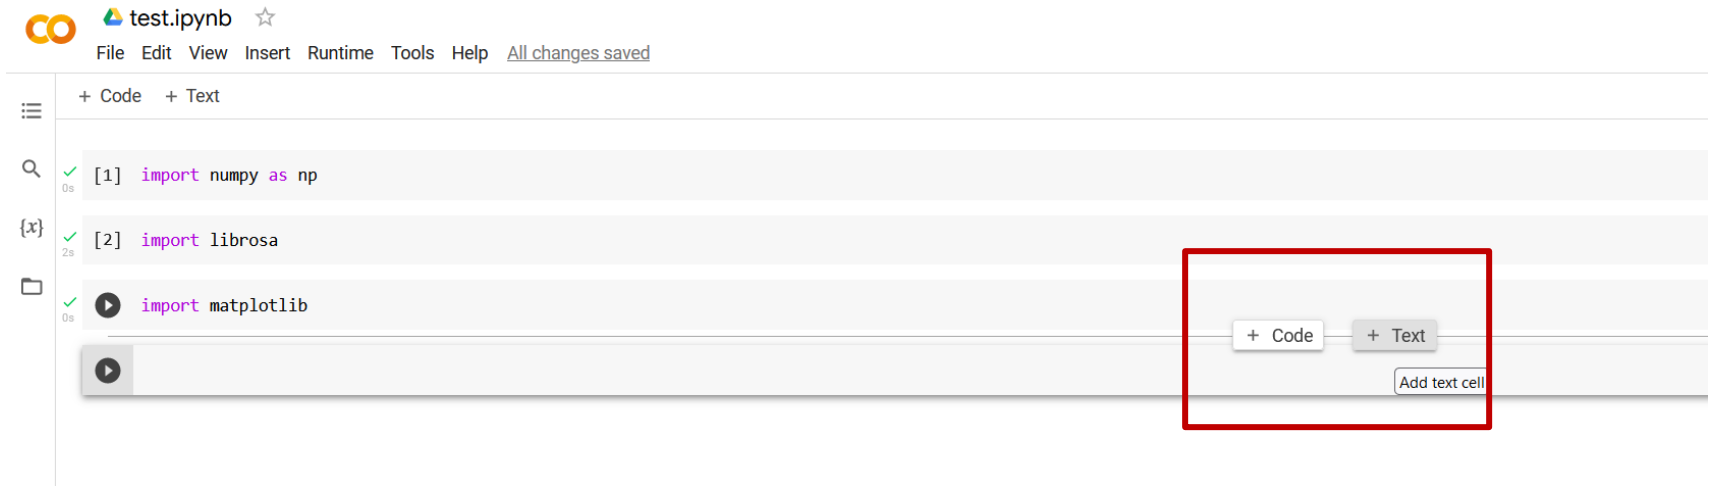 test.ipynb
File Edit View Insert Runtime Tools Help All changes saved
+ Code + Text
{x}
[1] import numpy as np
0s
[2] import librosa
2s
import matplotlib
0s
+ Code + Text
Add text cell